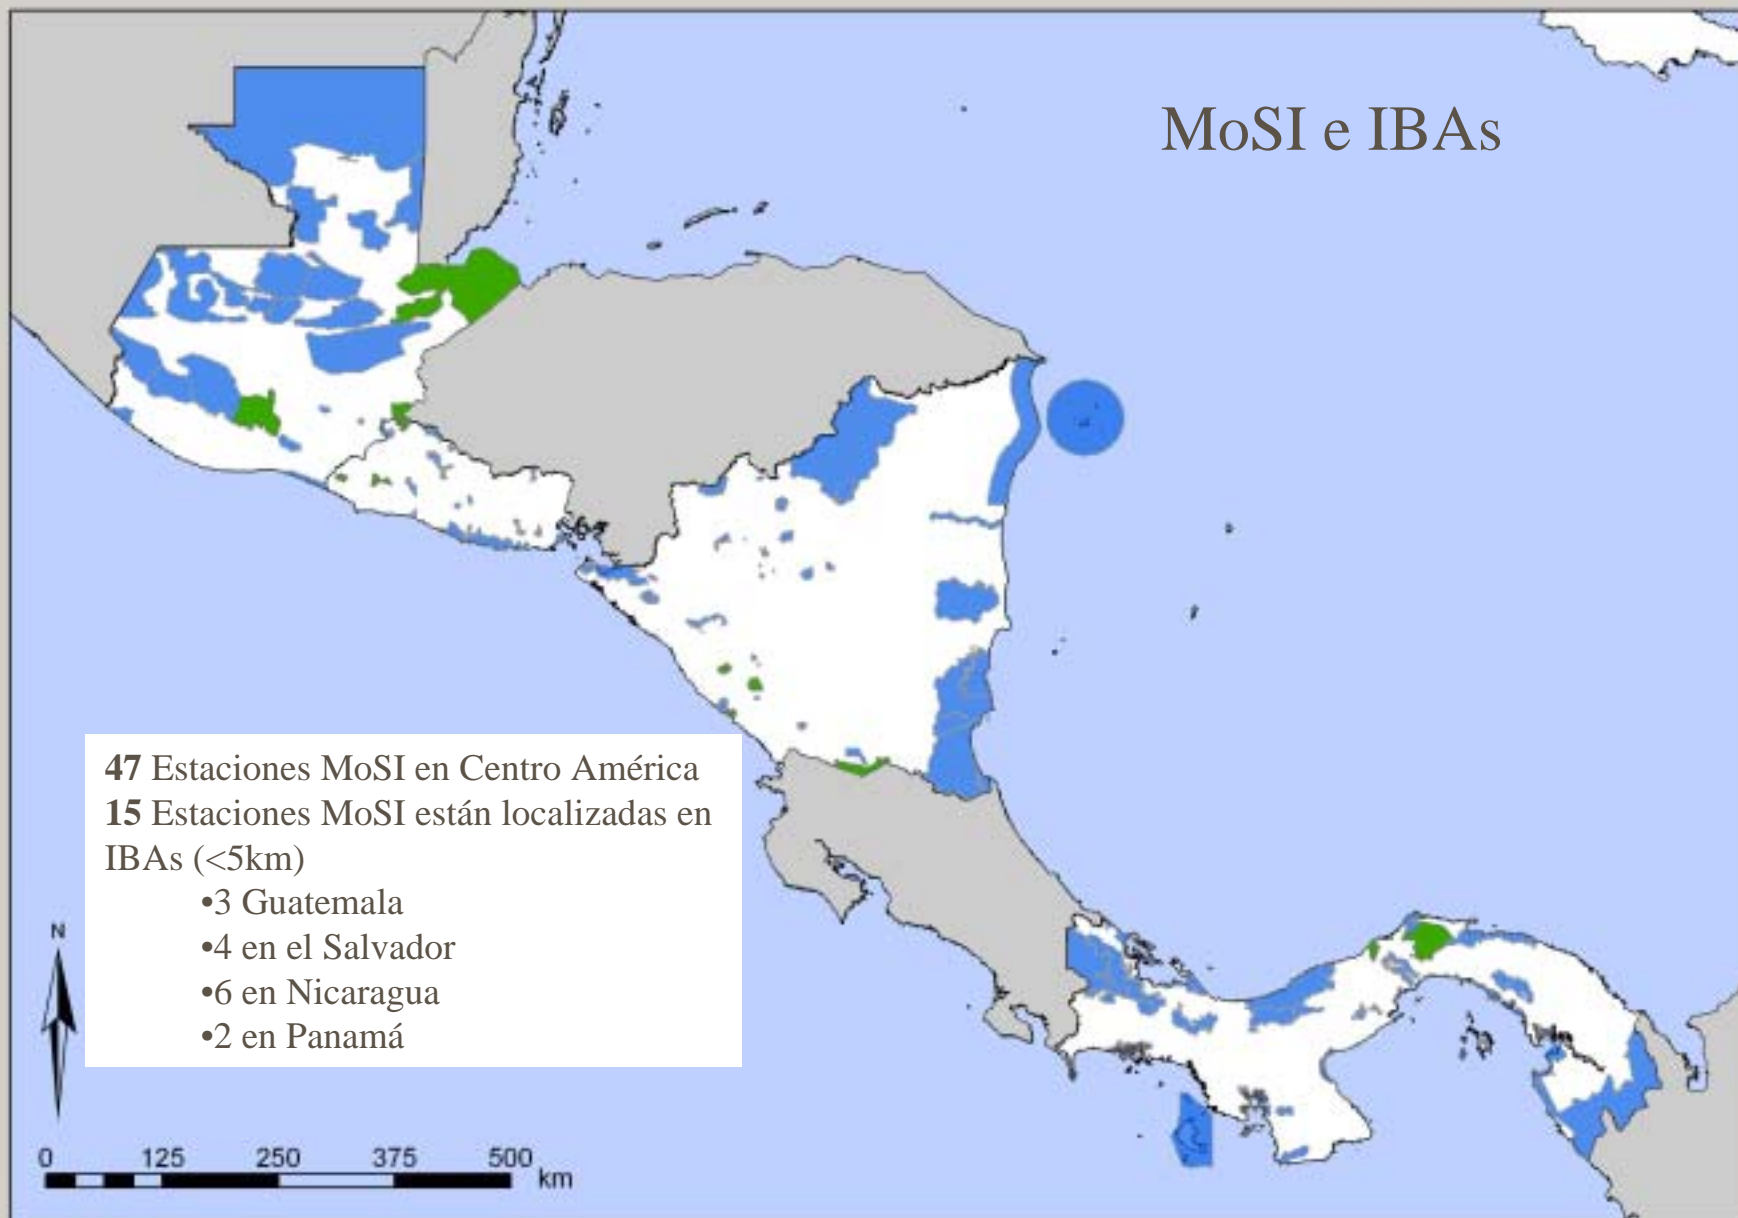 MoSI e IBAs
47 Estaciones MoSI en Centro América
15 Estaciones MoSI están localizadas en
IBAs (<5km)
•3 Guatemala
•4 en el Salvador
•6 en Nicaragua
•2 en Panamá
N
0 125 250 375 500
km